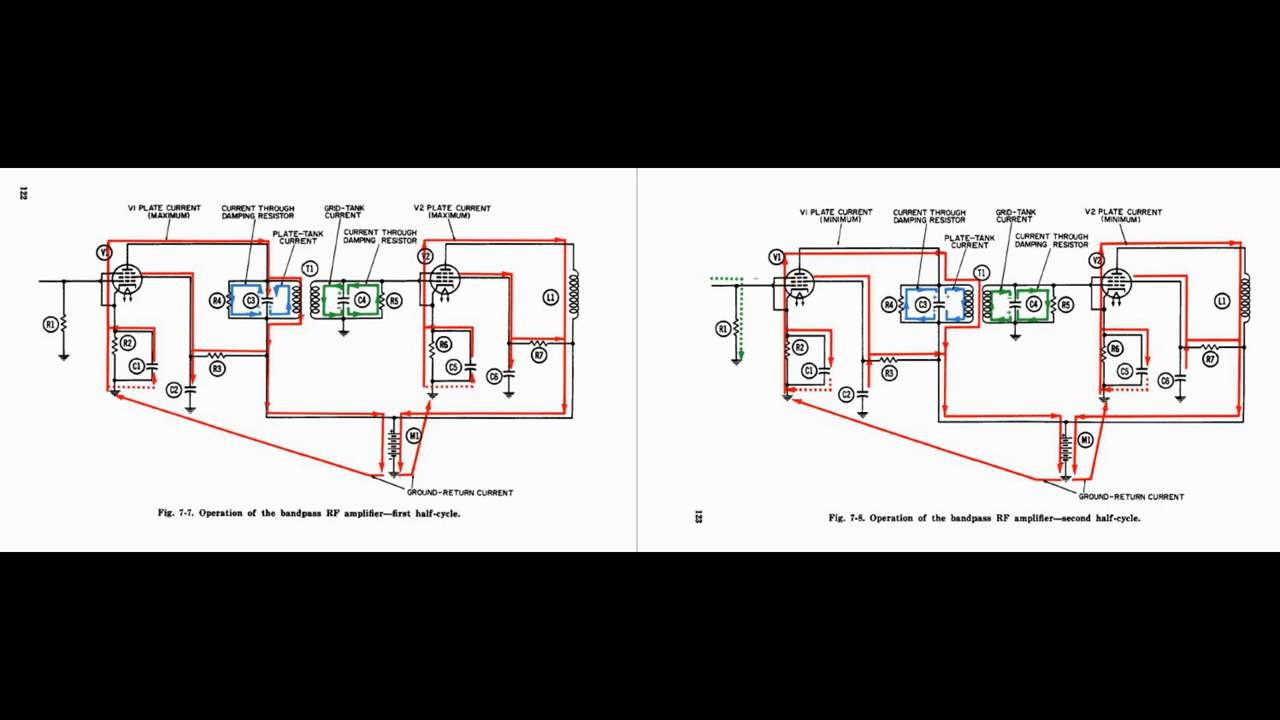 122
V1 PLATE CURRENT
(MAXIMUM)
CURRENT THROUGH
DAMPING RESISTOR
GRID-TANK
CURRENT
V2 PLATE CURRENT
(MAXIMUM)
PLATE-TANK
CURRENT
CURRENT THROUGH
DAMPING RESISTOR
V1
V2
T1
R4
C3
C4
R5
L1
R1
R2
C1
C2
R3
R6
C5
C6
R7
M1
GROUND-RETURN CURRENT
Fig. 7-7. Operation of the bandpass RF amplifier—first half-cycle.
V1 PLATE CURRENT
(MINIMUM)
CURRENT THROUGH
DAMPING RESISTOR
GRID-TANK
CURRENT
V2 PLATE CURRENT
(MINIMUM)
PLATE-TANK
CURRENT
CURRENT THROUGH
DAMPING RESISTOR
V1
V2
T1
R4
C3
C4
R5
L1
R1
R2
C1
C2
R3
R6
C5
C6
R7
M1
GROUND-RETURN CURRENT
123
Fig. 7-8. Operation of the bandpass RF amplifier—second half-cycle.